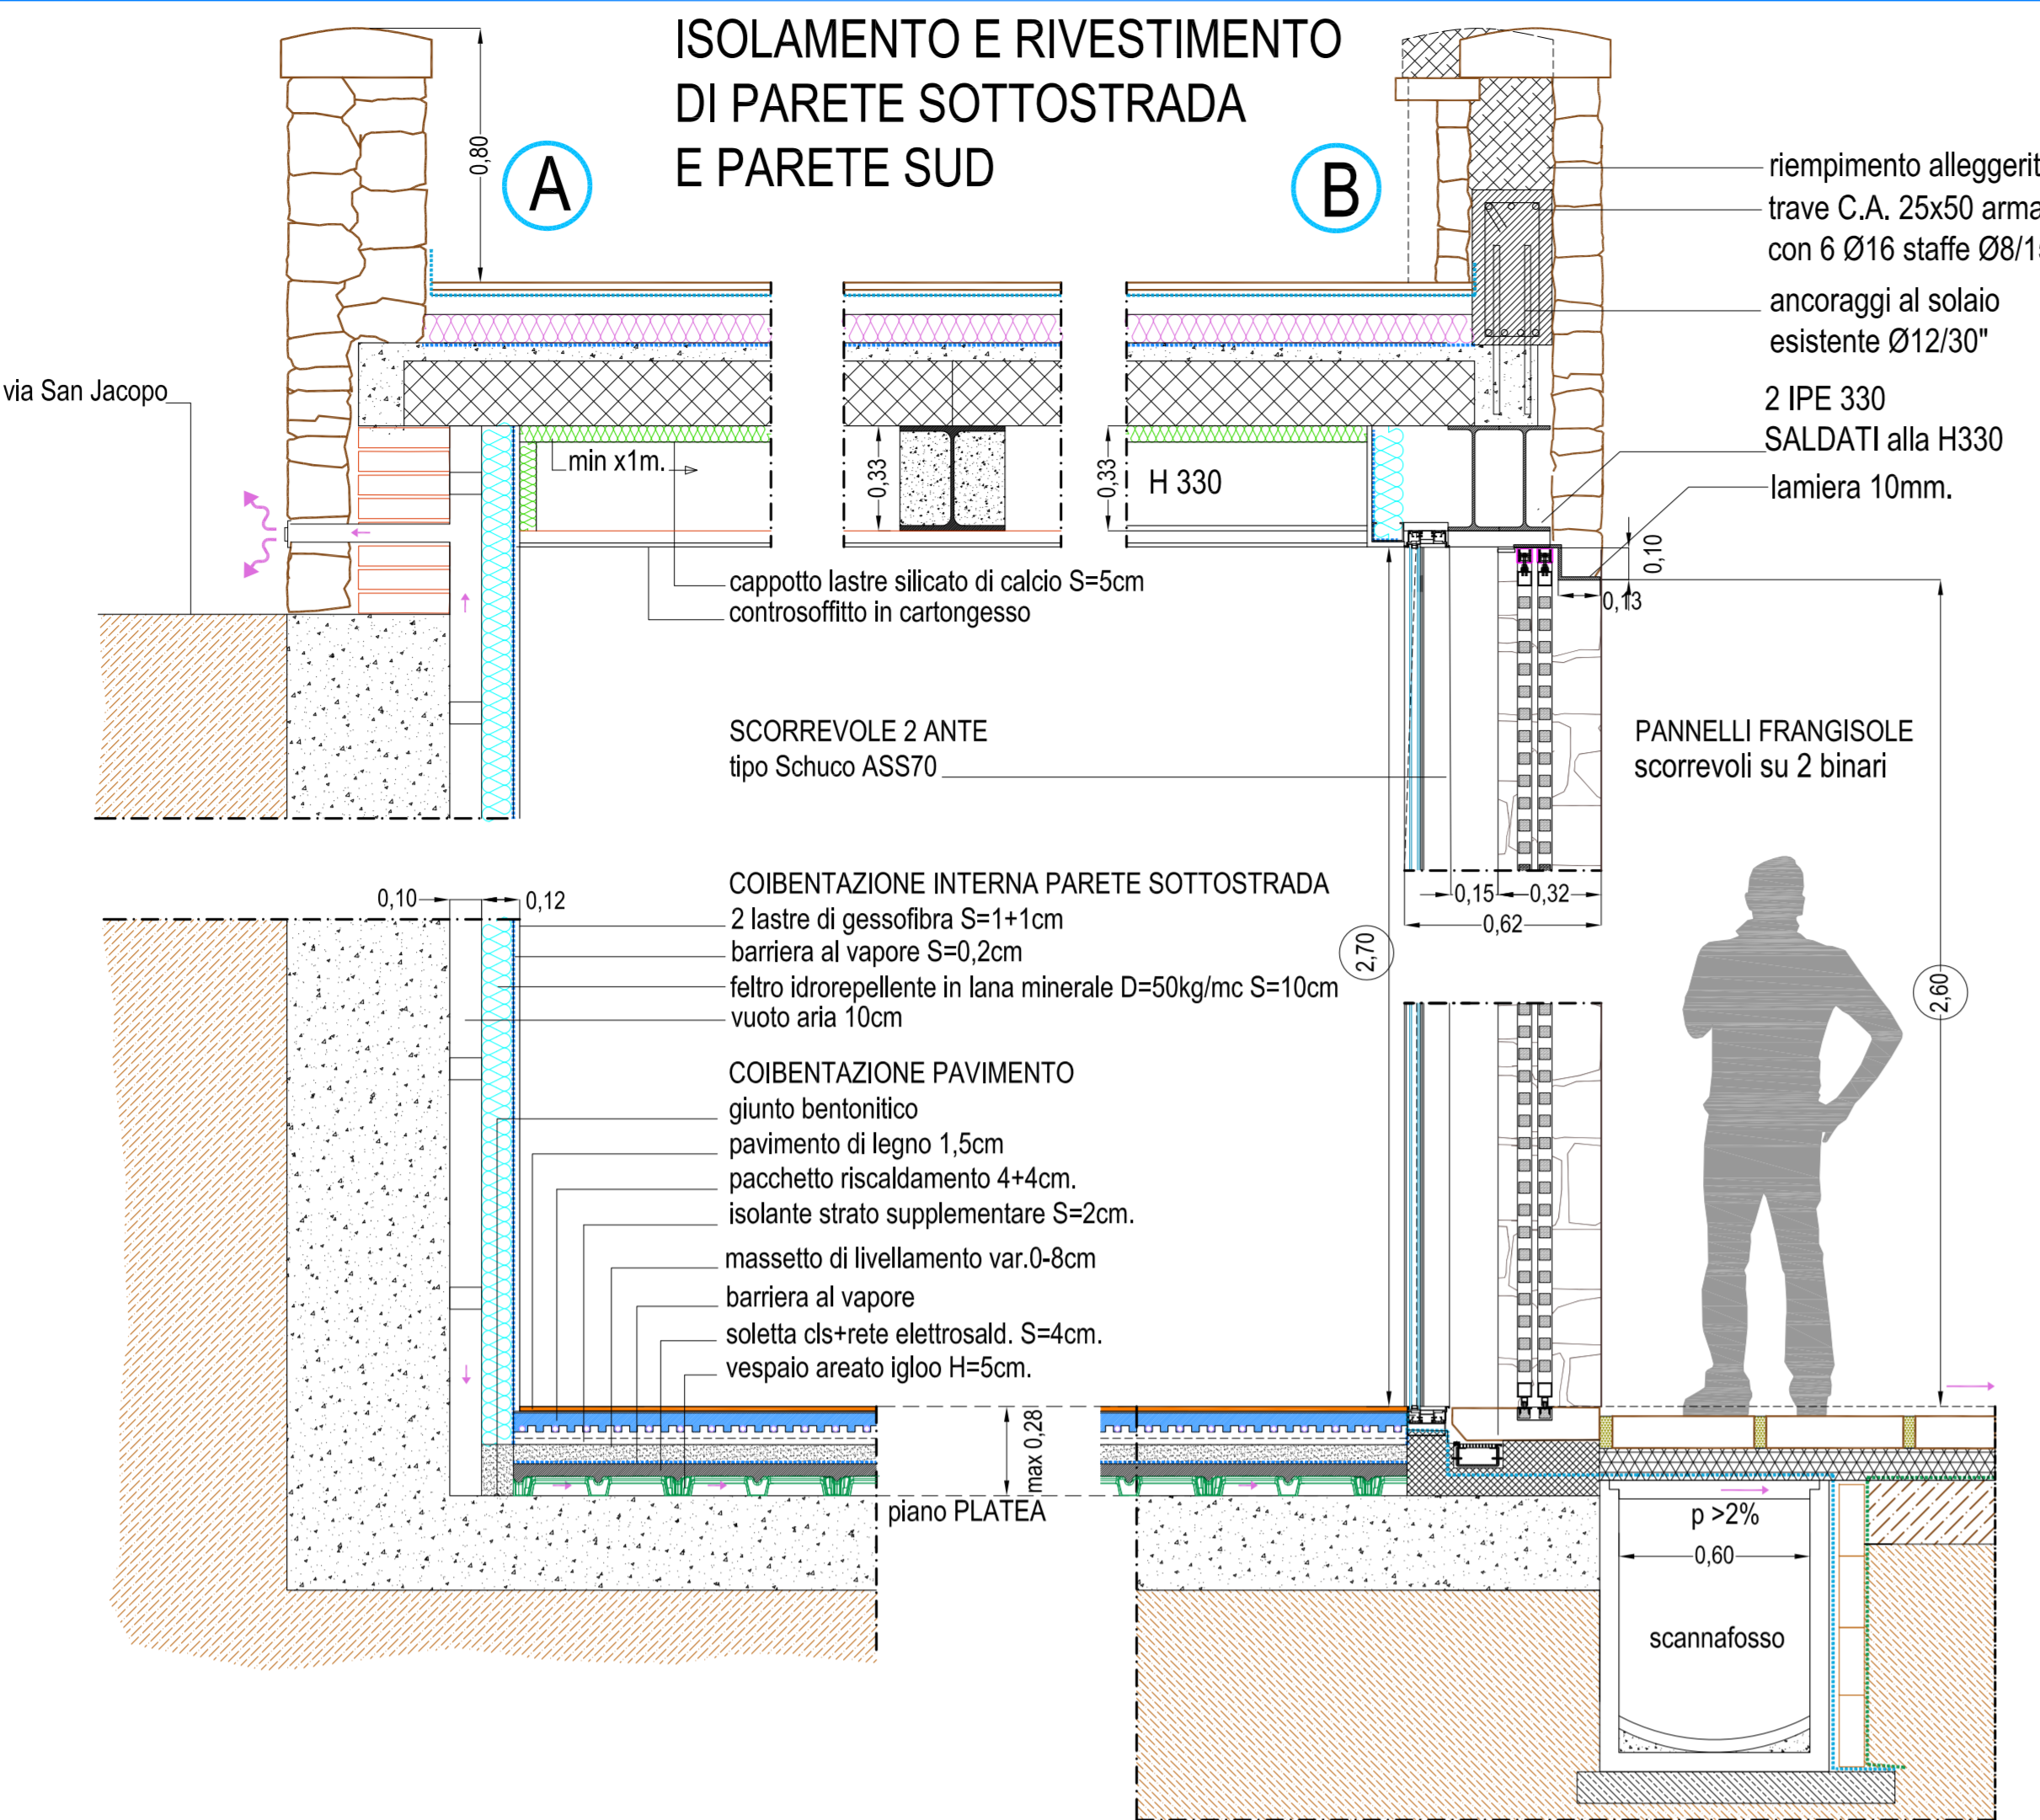 ISOLAMENTO E RIVESTIMENTO
DI PARETE SOTTOSTRADA
E PARETE SUD
A
B
0,80
riempimento alleggerit
trave C.A. 25x50 arma
con 6 Ø16 staffe Ø8/1
ancoraggi al solaio
esistente Ø12/30"
via San Jacopo
2 IPE 330
SALDATI alla H330
lamiera 10mm.
min x1m.
0,33
0,33
H 330
0,10
0,13
cappotto lastre silicato di calcio S=5cm
controsoffitto in cartongesso
SCORREVOLE 2 ANTE
tipo Schuco ASS70
PANNELLI FRANGISOLE
scorrevoli su 2 binari
0,10
0,12
COIBENTAZIONE INTERNA PARETE SOTTOSTRADA
2 lastre di gessofibra S=1+1cm
barriera al vapore S=0,2cm
feltro idrorepellente in lana minerale D=50kg/mc S=10cm
vuoto aria 10cm
0,15
0,32
0,62
2,70
2,60
COIBENTAZIONE PAVIMENTO
giunto bentonitico
pavimento di legno 1,5cm
pacchetto riscaldamento 4+4cm.
isolante strato supplementare S=2cm.
massetto di livellamento var.0-8cm
barriera al vapore
soletta cls+rete elettrosald. S=4cm.
vespaio areato igloo H=5cm.
max 0,28
piano PLATEA
p >2%
0,60
scannafosso